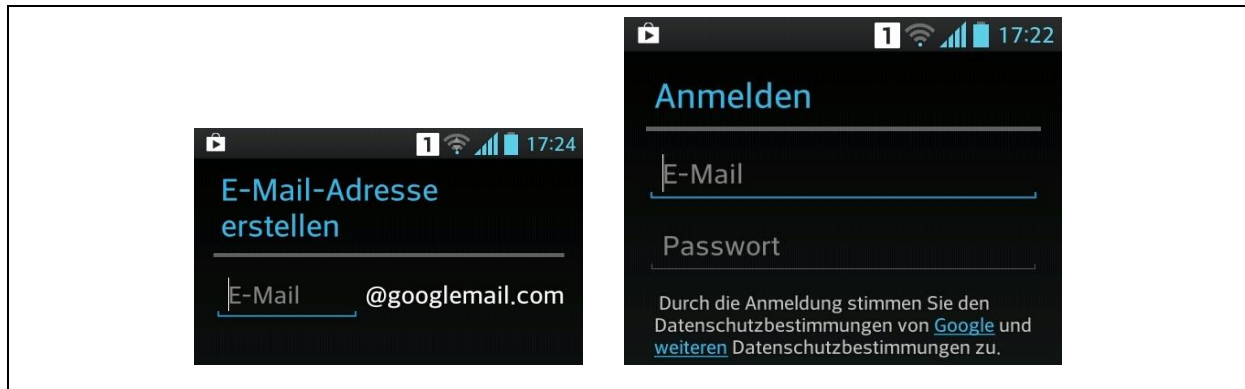 1 17:24
E-Mail-Adresse
erstellen
E-Mail @googlemail.com
1 17:22
Anmelden
E-Mail
Passwort
Durch die Anmeldung stimmen Sie den
Datenschutzbestimmungen von Google und
weiteren Datenschutzbestimmungen zu.